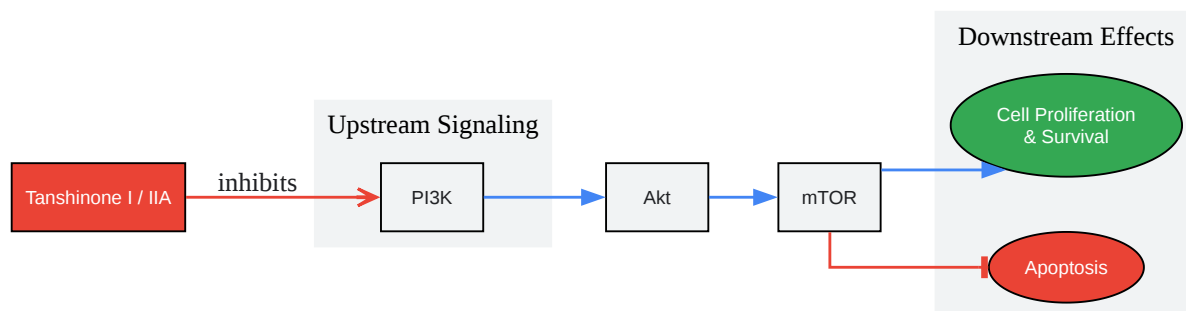 Downstream Effects
Cell Proliferation
& Survival
Upstream Signaling
Tanshinone I / IIA
inhibits
PI3K
Akt
mTOR
Apoptosis